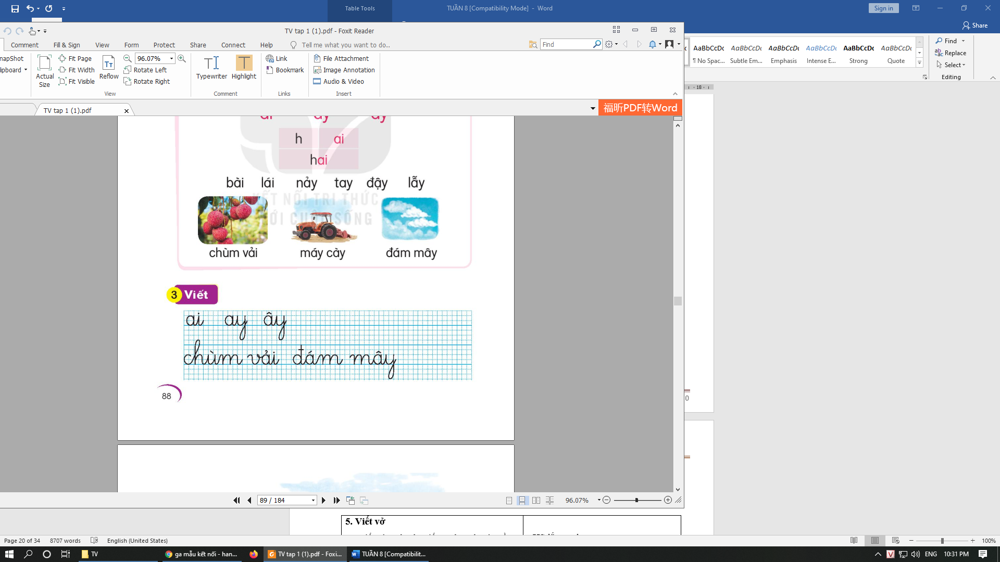 Table Tools
TUẦN 8 [Compatibility Mode] - Word
Sign in
Share
TV tap 1 (1).pdf - Foxit Reader
Comment Fill & Sign View Form Protect Share Connect Help Tell me what you want to do..
Find
Actual Size
Fit Page
Fit Width
Fit Visible
Reflow
96.07%
Rotate Left
Rotate Right
View
Typewriter Highlight
Comment
Link
Bookmark
Links
File Attachment
Image Annotation
Audio & Video
Insert
AaBbCcDc AaBbCcDc AaBbCcDc AaBbCcDc AaBbCcDc AaBbCcDc
¶ No Spac... Subtle Em... Emphasis Intense E... Strong Quote
Find
Replace
Select
Editing
18
TV tap 1 (1).pdf
福昕PDF转Word
h ai
hai
bài lái nảy tay đậy lẫy
KẾT NỐI TRI THỨC
VỚI CUỘC SỐNG
chùm vải máy cày đám mây
3 Viết
ai ay ây
chùm vải đám mây
88
89 / 184
96.07%
5. Viết vở
Page 20 of 34 8707 words English (United States)
100%
TV
ga mẫu kết nối - han...
TV tap 1 (1).pdf - Foxi...
TUẦN 8 [Compatibilit...
ENG 10:31 PM